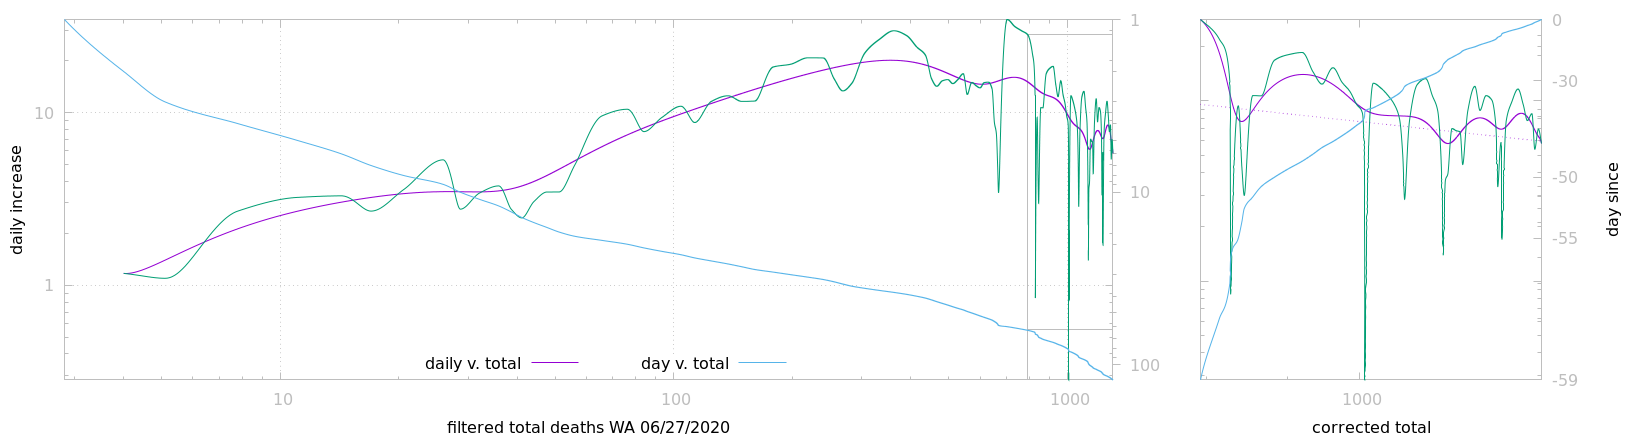 daily increase
10
1
1
10
100
daily v. total
day v. total
10
100
1000
filtered total deaths WA 06/27/2020
0
-30
-50
-55
-59
day since
1000
corrected total